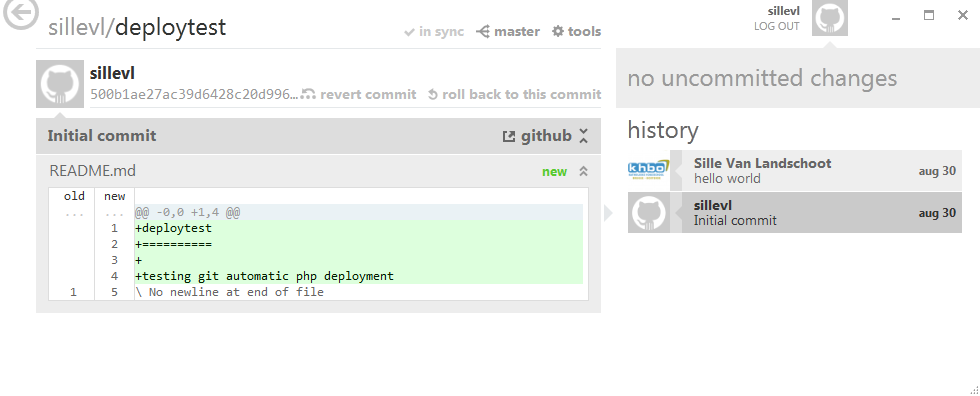 sillevl/deploytest
in sync master tools
sillevl
LOG OUT
sillevl
500b1ae27ac39d6428c20d996... revert commit roll back to this commit
Initial commit github
README.md new
old new
... ... @@ -0,0 +1,4 @@
1 +deploytest
2 +==========
3 +
4 +testing git automatic php deployment
1 5 \ No newline at end of file
no uncommitted changes
history
khbo
Sille Van Landschoot
hello world
aug 30
sillevl
Initial commit
aug 30